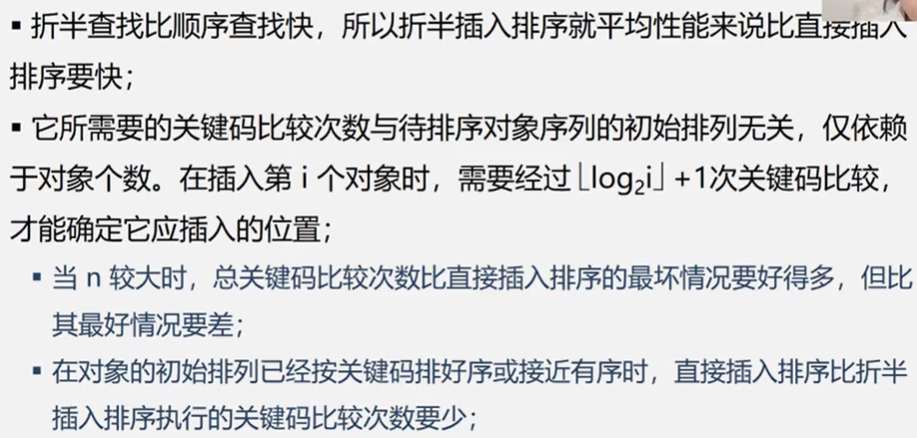 ▪ 折半查找比顺序查找快，所以折半插入排序就平均性能来说比直接插入
排序要快；
▪ 它所需要的关键码比较次数与待排序对象序列的初始排列无关，仅依赖
于对象个数。在插入第 i 个对象时，需要经过⌊log₂i⌋ +1次关键码比较，
才能确定它应插入的位置；
▪ 当 n 较大时，总关键码比较次数比直接插入排序的最坏情况要好得多，但比
其最好情况要差；
▪ 在对象的初始排列已经按关键码排好序或接近有序时，直接插入排序比折半
插入排序执行的关键码比较次数要少；